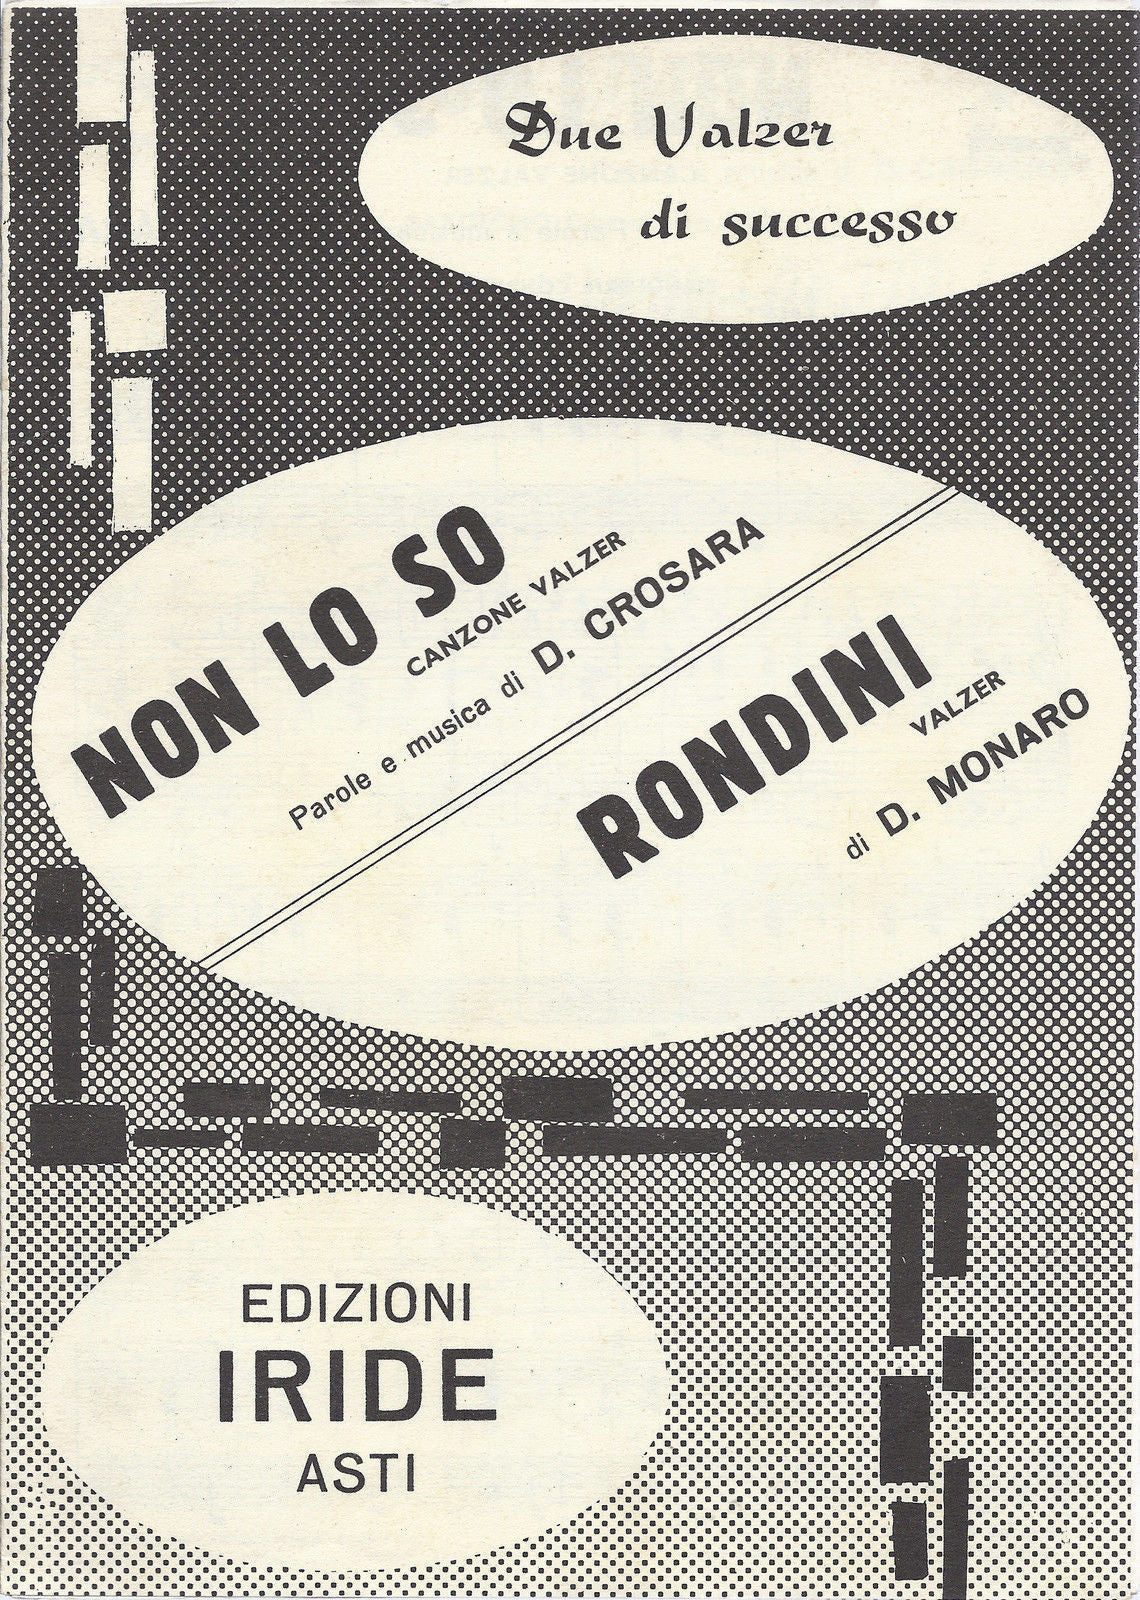 Due Valzer
di successo
NON LO SO
CANZONE VALZER
Parole e musica di D. CROSARA
RONDINI
VALZER
di D. MONARO
EDIZIONI
IRIDE
ASTI